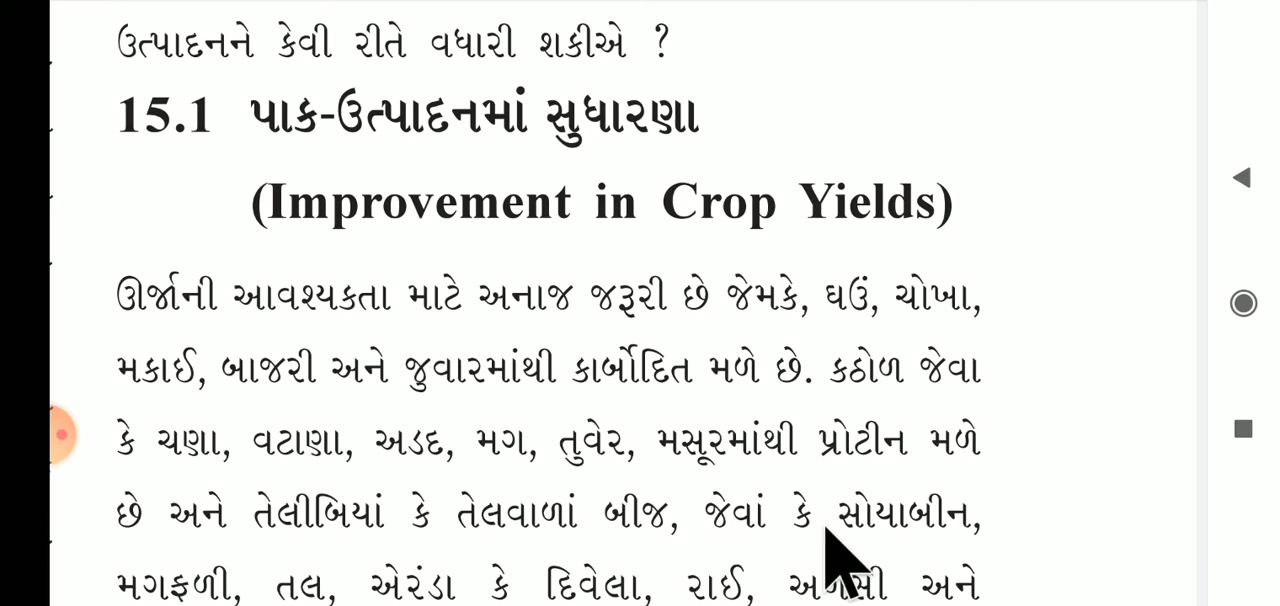 ઉત્પાદનને કેવી રીતે વધારી શકીએ ?
15.1 પાક-ઉત્પાદનમાં સુધારણા
(Improvement in Crop Yields)
ઊર્જાની આવશ્યકતા માટે અનાજ જરૂરી છે જેમકે, ઘઉં, ચોખા,
મકાઈ, બાજરી અને જુવારમાંથી કાર્બોદિત મળે છે. કઠોળ જેવા
કે ચણા, વટાણા, અડદ, મગ, તુવેર, મસૂરમાંથી પ્રોટીન મળે
છે અને તેલીબિયાં કે તેલવાળાં બીજ, જેવાં કે સોયાબીન,
મગફળી, તલ, એરંડા કે દિવેલા, રાઈ, અળસી અને